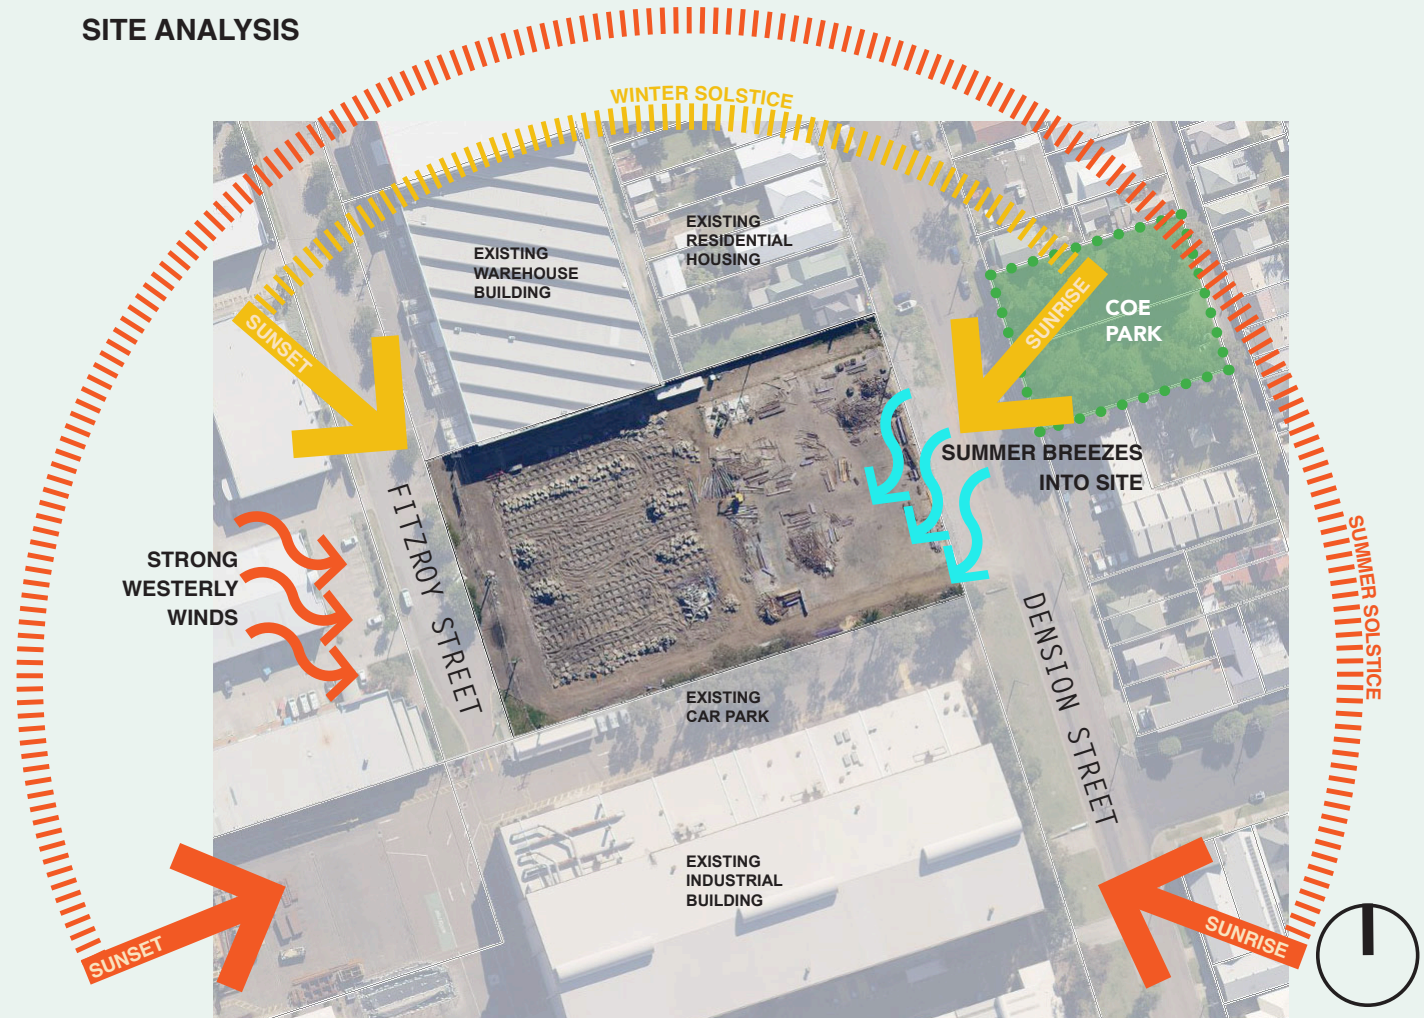 SITE ANALYSIS
WINTER SOLSTICE
EXISTING
RESIDENTIAL
HOUSING
EXISTING
WAREHOUSE
BUILDING
COE
PARK
SUNRISE
SUNSET
SUMMER BREEZES
INTO SITE
FITZROY STREET
STRONG
WESTERLY
WINDS
SUMMER SOLSTICE
DENSION STREET
EXISTING
CAR PARK
EXISTING
INDUSTRIAL
BUILDING
SUNSET
SUNRISE